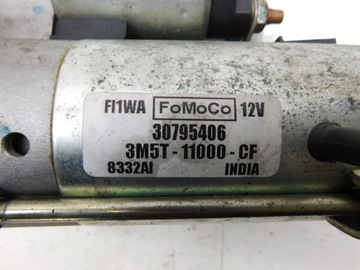 FI1WA FoMoCo 12V
30795406
3M5T - 11000 - CF
8332AI INDIA